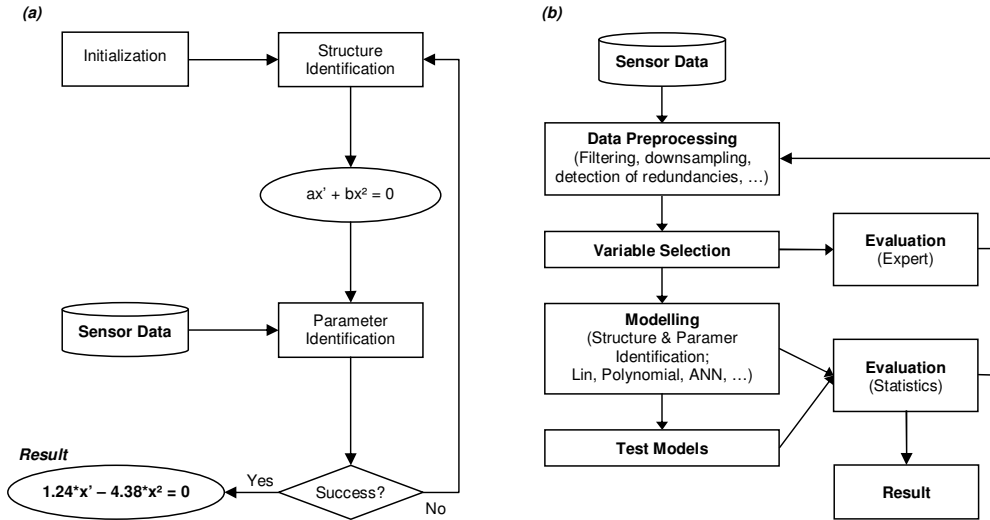 (a)
Initialization
Structure
Identification
ax' + bx² = 0
Sensor Data
Parameter
Identification
Result
1.24*x' – 4.38*x² = 0
Yes
Success?
No
(b)
Sensor Data
Data Preprocessing
(Filtering, downsampling,
detection of redundancies, …)
Variable Selection
Evaluation
(Expert)
Modelling
(Structure & Paramer
Identification;
Lin, Polynomial, ANN, …)
Evaluation
(Statistics)
Test Models
Result